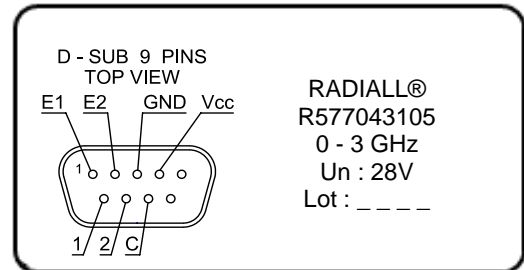 D - SUB 9 PINS
TOP VIEW
E1 E2 GND Vcc
1
1 2 C
RADIALL®
R577043105
0 - 3 GHz
Un : 28V
Lot : _ _ _ _